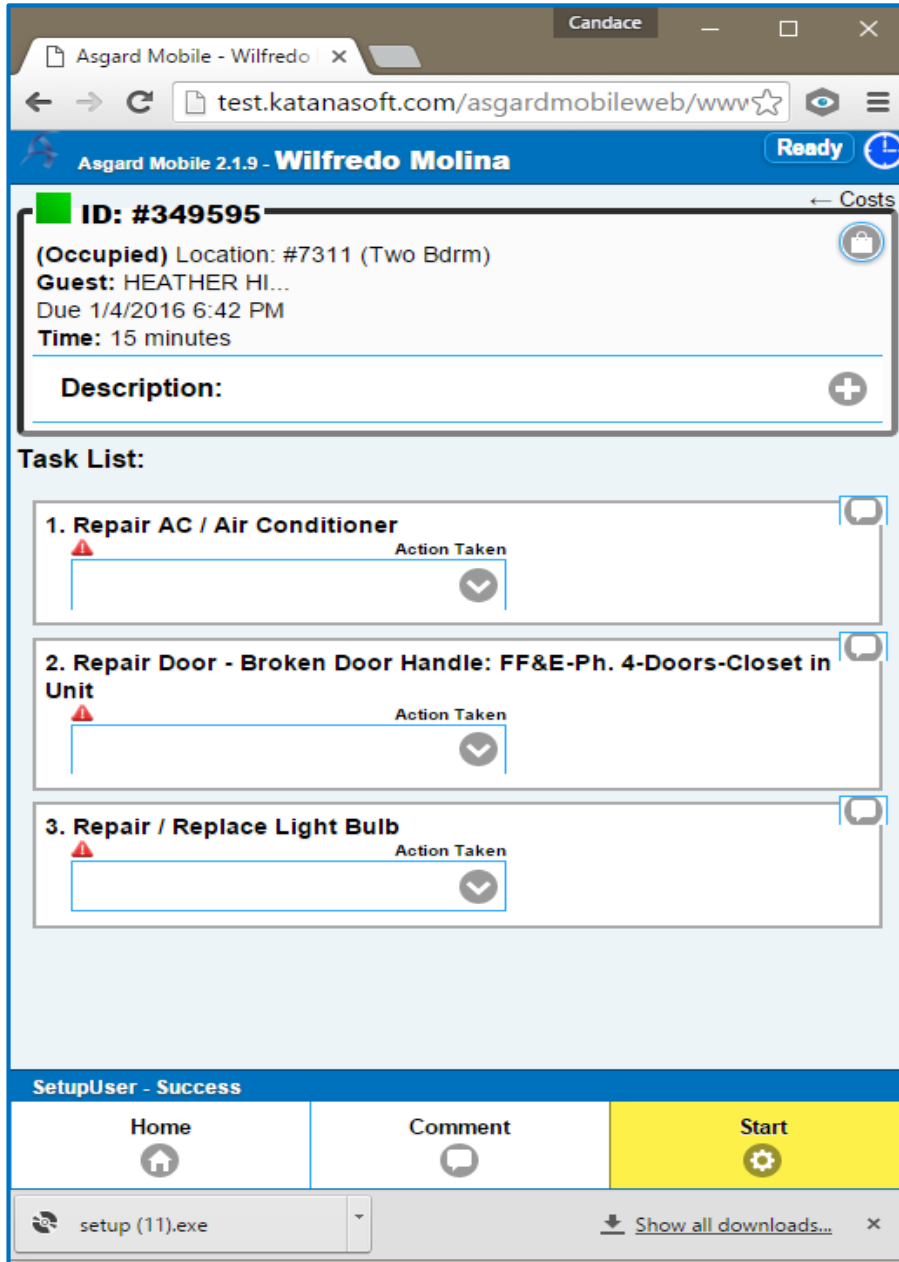 Candace
Asgard Mobile - Wilfredo
test.katanasoft.com/asgardmobileweb/www
Asgard Mobile 2.1.9 - Wilfredo Molina
Ready
← Costs
ID: #349595
(Occupied) Location: #7311 (Two Bdrm)
Guest: HEATHER HI...
Due 1/4/2016 6:42 PM
Time: 15 minutes
Description:
Task List:
1. Repair AC / Air Conditioner
Action Taken
2. Repair Door - Broken Door Handle: FF&E-Ph. 4-Doors-Closet in
Unit
Action Taken
3. Repair / Replace Light Bulb
Action Taken
SetupUser - Success
Home
Comment
Start
setup (11).exe
Show all downloads...